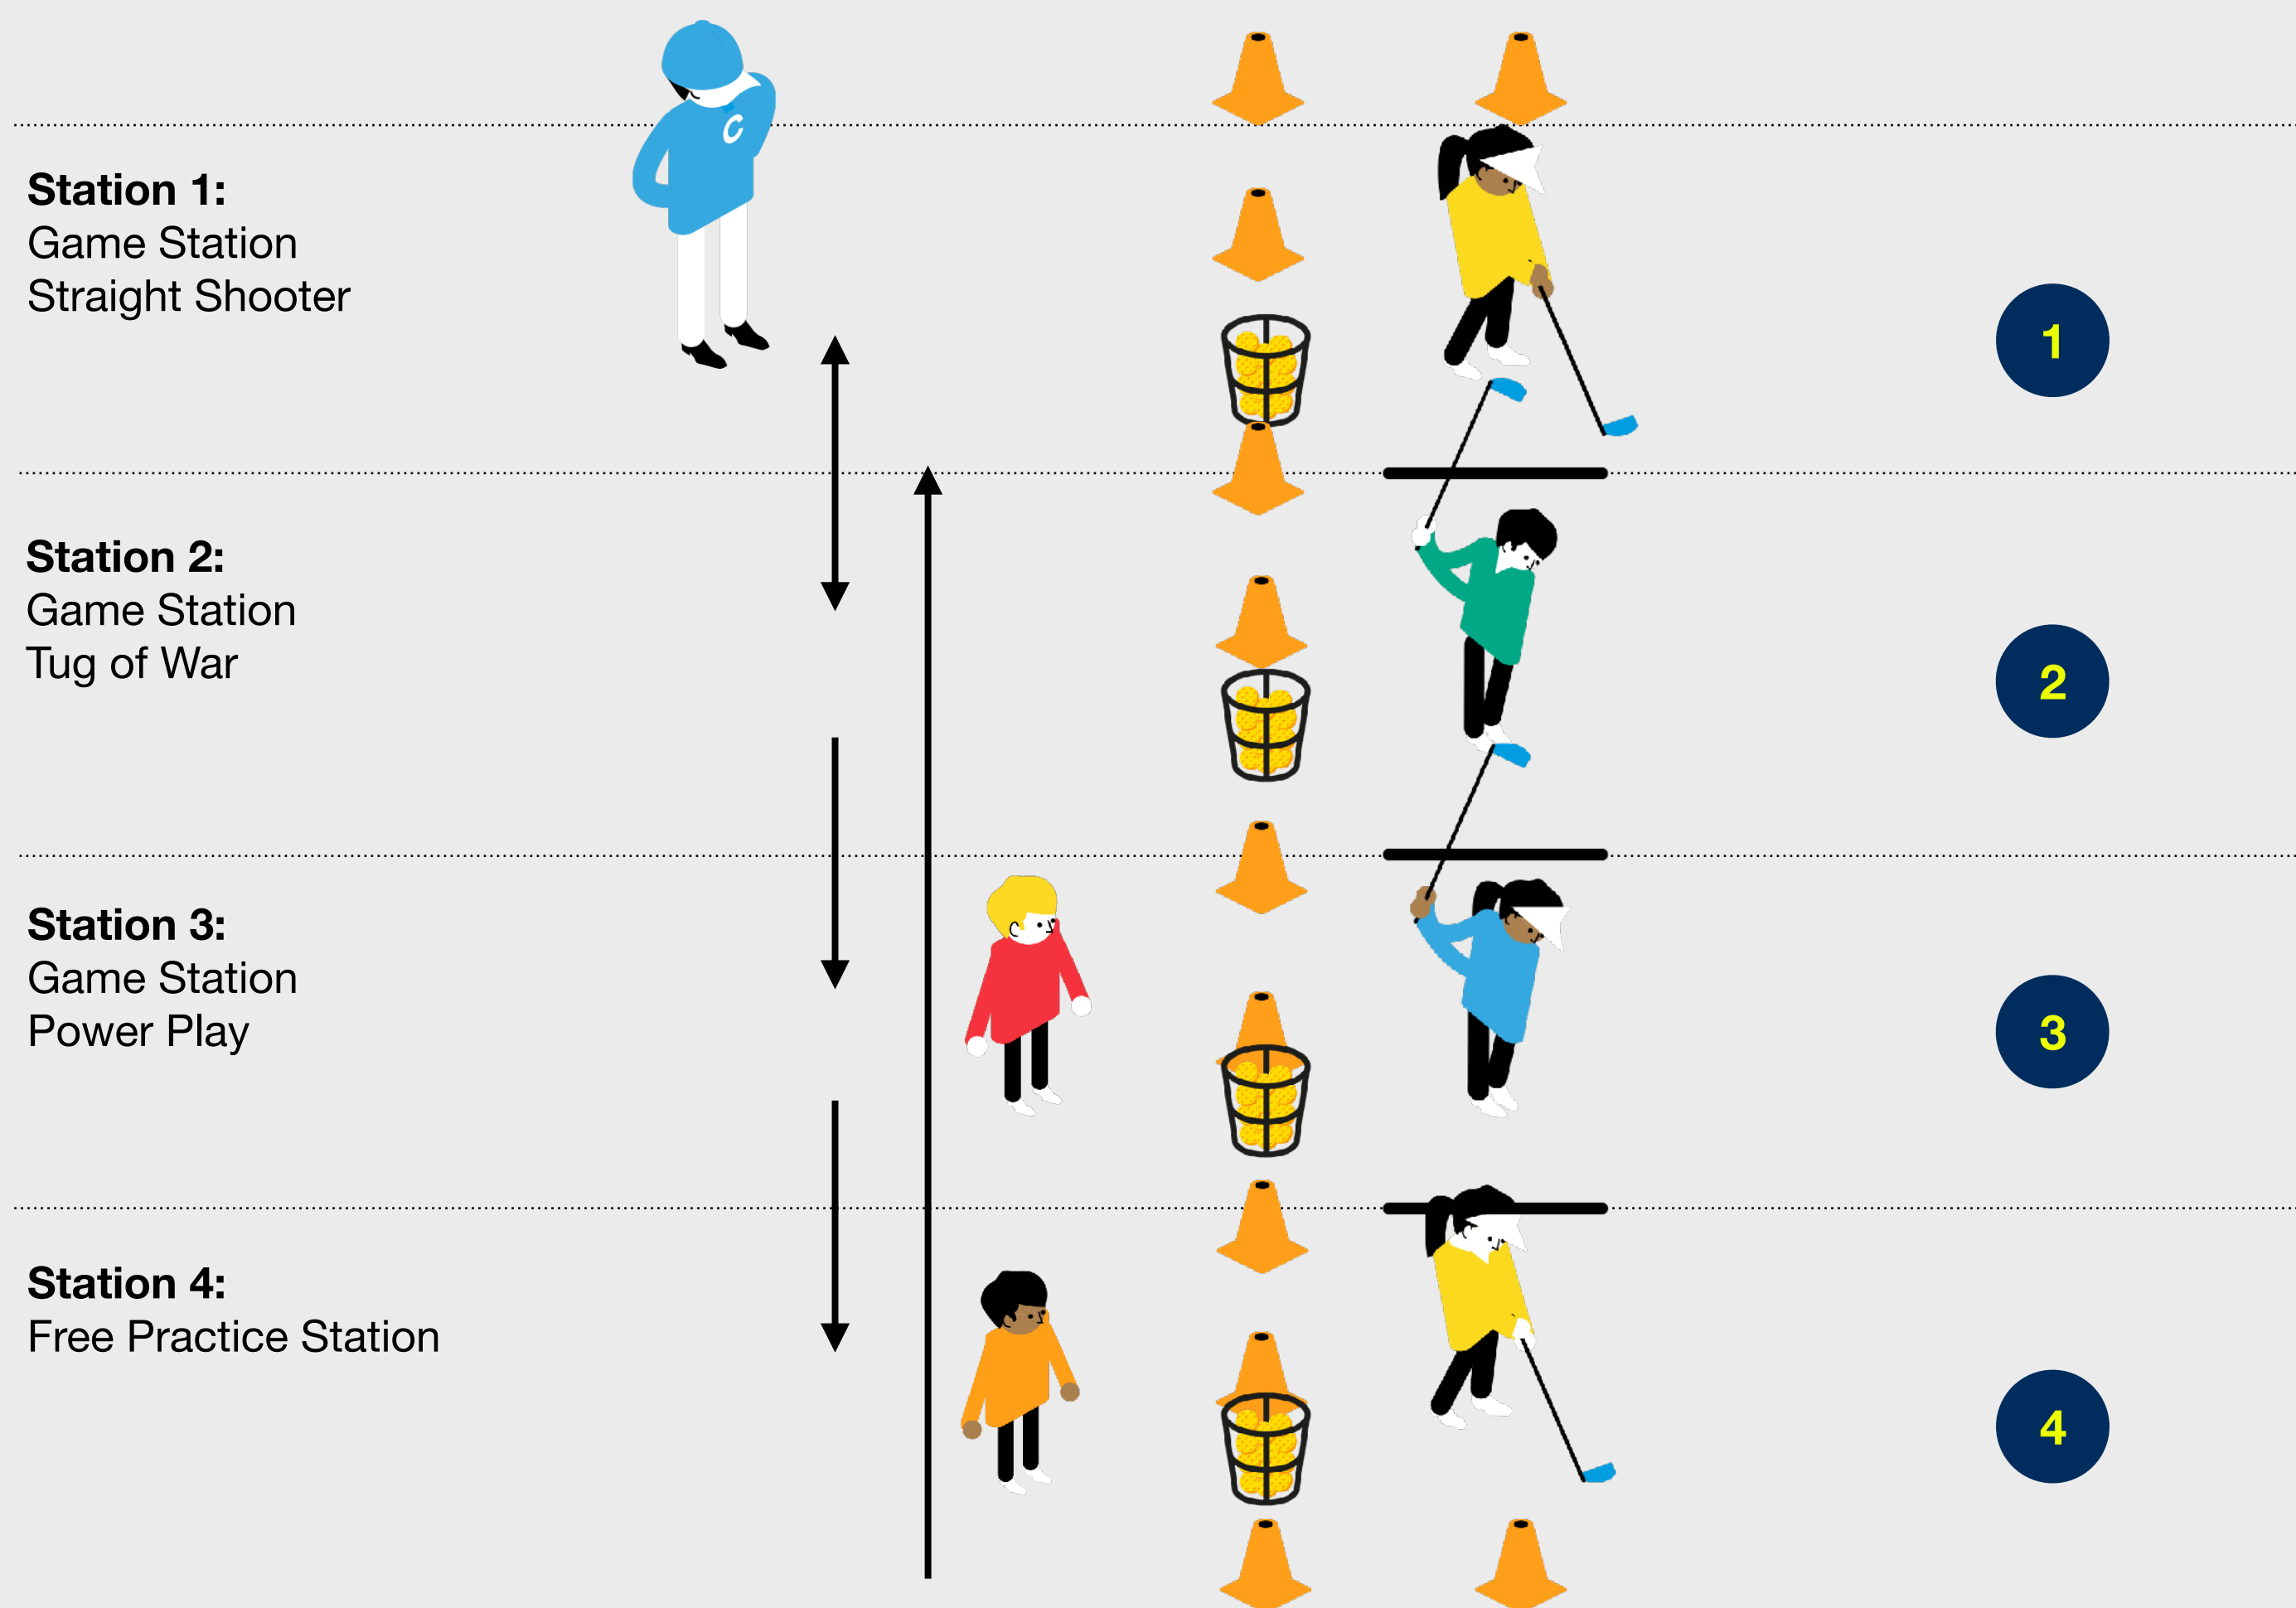 C
Station 1:
Game Station
Straight Shooter
1
Station 2:
Game Station
Tug of War
2
Station 3:
Game Station
Power Play
3
Station 4:
Free Practice Station
4